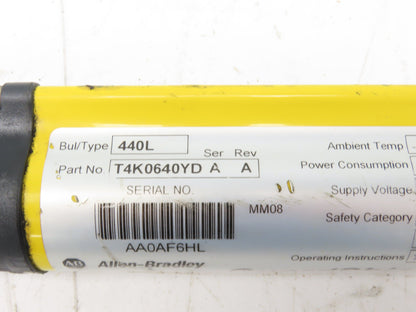 Bul/Type 440L
Ser Rev
Part No. T4K0640YD A A
SERIAL NO.
MM08
AA0AF6HL
AB Allen-Bradley
Ambient Temp
Power Consumption
Supply Voltage
Safety Category
Operating Instructions